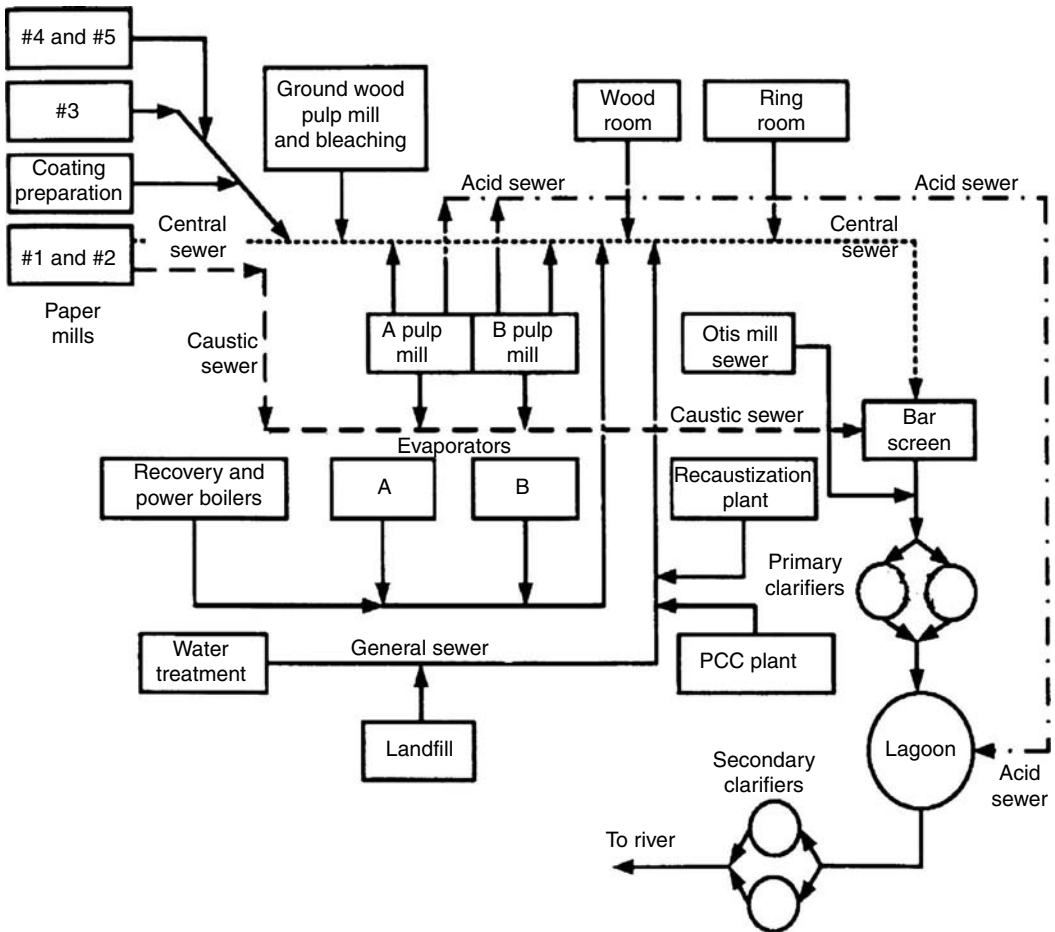 #4 and #5
#3
Coating
preparation
#1 and #2
Paper
mills
Ground wood
pulp mill
and bleaching
Wood
room
Ring
room
Acid sewer
Acid sewer
Central
sewer
Central
sewer
Caustic
sewer
A pulp
mill
B pulp
mill
Otis mill
sewer
Caustic sewer
Bar
screen
Evaporators
Recovery and
power boilers
A
B
Recaustization
plant
Primary
clarifiers
Water
treatment
General sewer
PCC plant
Landfill
Lagoon
Acid
sewer
Secondary
clarifiers
To river